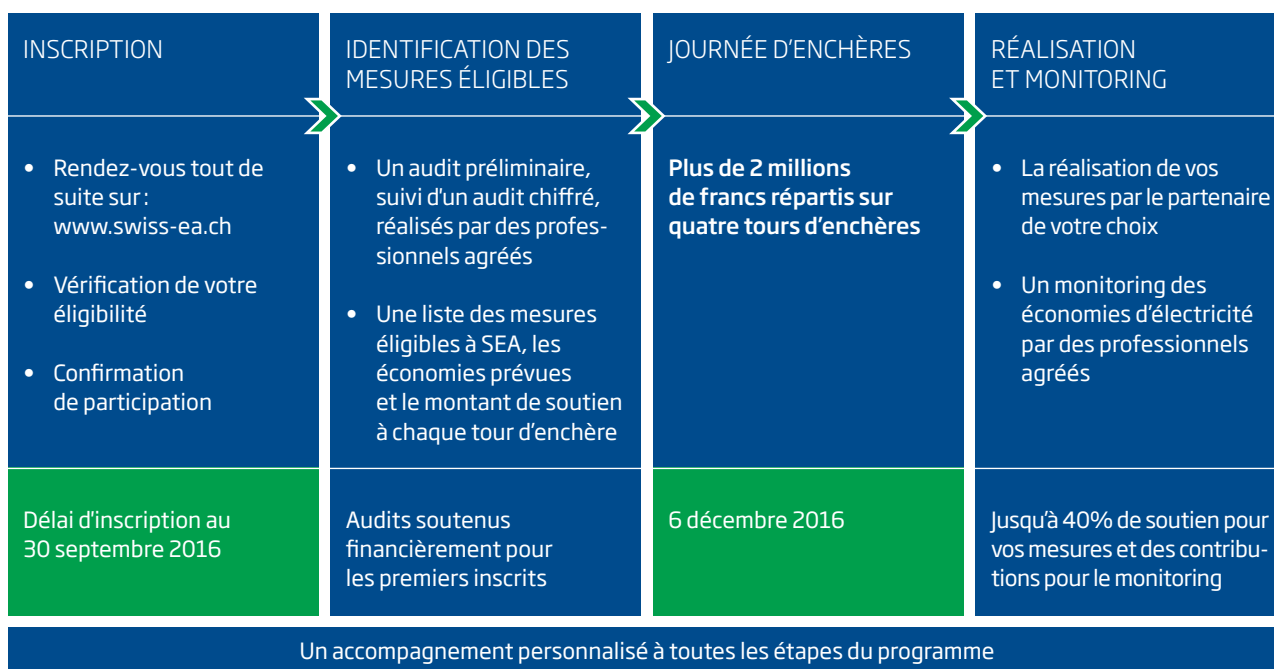 INSCRIPTION
• Rendez-vous tout de
suite sur :
www.swiss-ea.ch
• Vérification de votre
éligibilité
• Confirmation
de participation
Délai d'inscription au
30 septembre 2016
IDENTIFICATION DES
MESURES ÉLIGIBLES
• Un audit préliminaire,
suivi d'un audit chiffré,
réalisés par des profes-
sionnels agréés
• Une liste des mesures
éligibles à SEA, les
économies prévues
et le montant de soutien
à chaque tour d'enchère
Audits soutenus
financièrement pour
les premiers inscrits
JOURNÉE D'ENCHÈRES
Plus de 2 millions
de francs répartis sur
quatre tours d'enchères
6 décembre 2016
RÉALISATION
ET MONITORING
• La réalisation de vos
mesures par le partenaire
de votre choix
• Un monitoring des
économies d'électricité
par des professionnels
agréés
Jusqu'à 40% de soutien pour
vos mesures et des contribu-
tions pour le monitoring
Un accompagnement personnalisé à toutes les étapes du programme